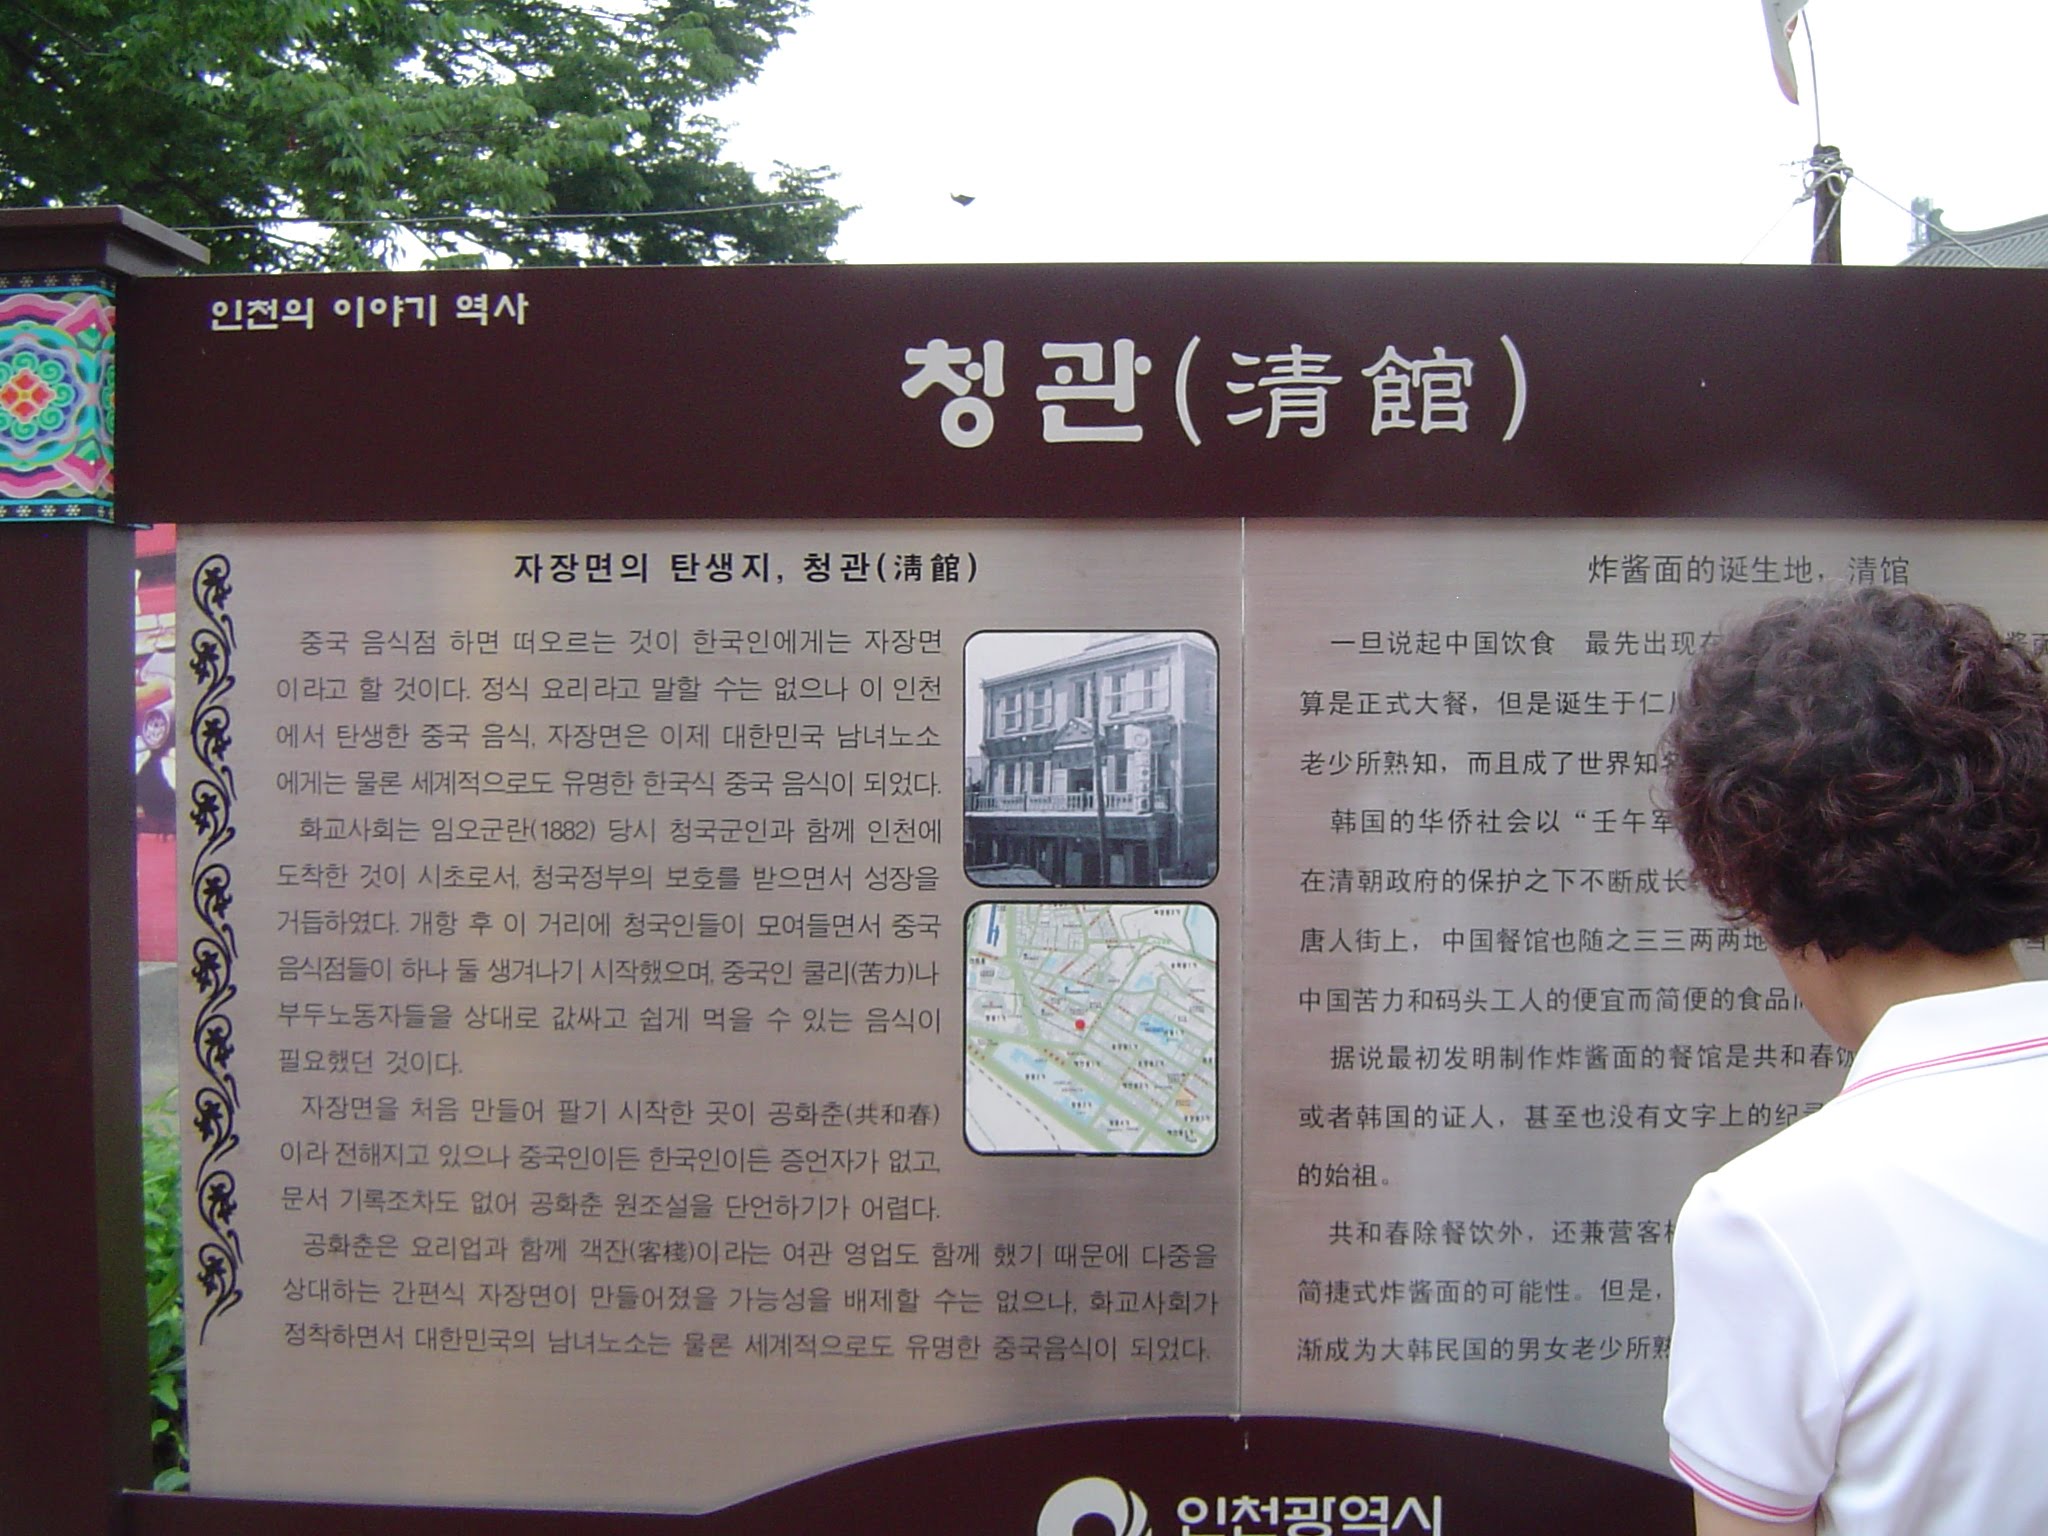 인천의 이야기 역사
청관(清館)
자장면의 탄생지, 청관(淸館)
중국 음식점 하면 떠오르는 것이 한국인에게는 자장면
이라고 할 것이다. 정식 요리라고 말할 수는 없으나 이 인천
에서 탄생한 중국 음식, 자장면은 이제 대한민국 남녀노소
에게는 물론 세계적으로도 유명한 한국식 중국 음식이 되었다.
화교사회는 임오군란(1882) 당시 청국군인과 함께 인천에
도착한 것이 시초로서, 청국정부의 보호를 받으면서 성장을
거듭하였다. 개항 후 이 거리에 청국인들이 모여들면서 중국
음식점들이 하나 둘 생겨나기 시작했으며, 중국인 쿨리(苦力)나
부두노동자들을 상대로 값싸고 쉽게 먹을 수 있는 음식이
필요했던 것이다.
자장면을 처음 만들어 팔기 시작한 곳이 공화춘(共和春)
이라 전해지고 있으나 중국인이든 한국인이든 증언자가 없고,
문서 기록조차도 없어 공화춘 원조설을 단언하기가 어렵다.
공화춘은 요리업과 함께 객잔(客棧)이라는 여관 영업도 함께 했기 때문에 다중을
상대하는 간편식 자장면이 만들어졌을 가능성을 배제할 수는 없으나, 화교사회가
정착하면서 대한민국의 남녀노소는 물론 세계적으로도 유명한 중국음식이 되었다.
炸酱面的诞生地，清馆
一旦说起中国饮食 最先出现在
算是正式大餐，但是诞生于仁川
老少所熟知，而且成了世界知名
韩国的华侨社会以“壬午军
在清朝政府的保护之下不断成长
唐人街上，中国餐馆也随之三三两两地
中国苦力和码头工人的便宜而简便的食品
据说最初发明制作炸酱面的餐馆是共和春
或者韩国的证人，甚至也没有文字上的纪录
的始祖。
共和春除餐饮外，还兼营客栈
简捷式炸酱面的可能性。但是，
渐成为大韩民国的男女老少所熟
인천광역시